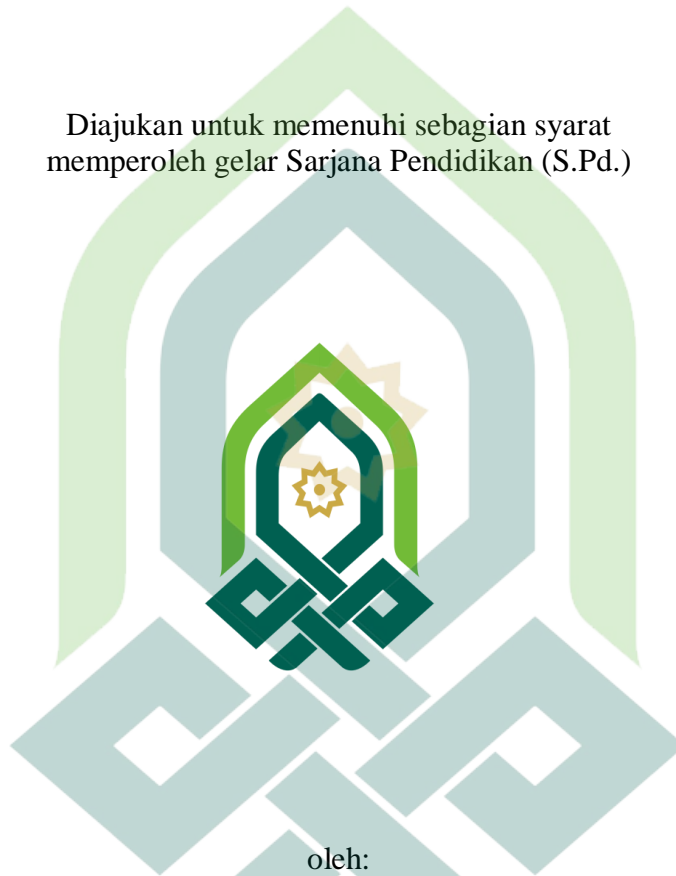 Diajukan untuk memenuhi sebagian syarat
memperoleh gelar Sarjana Pendidikan (S.Pd.)
oleh: